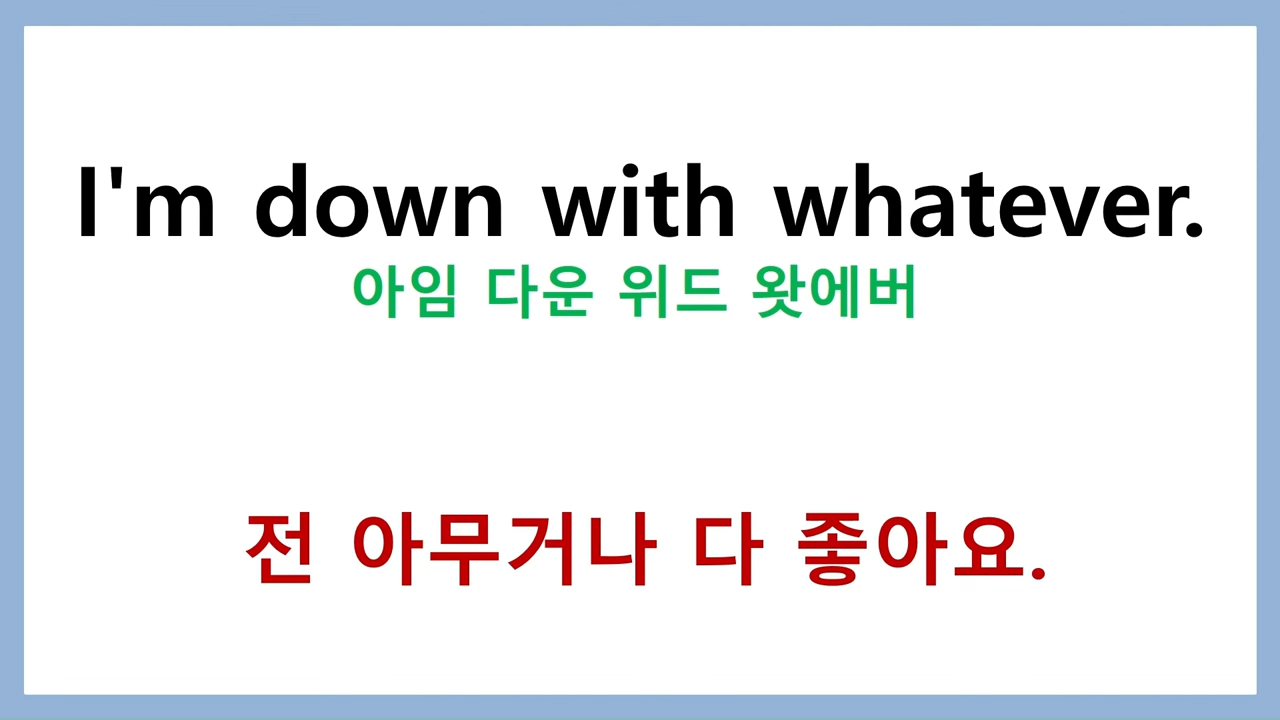 I'm down with whatever.
아임 다운 위드 왓에버
전 아무거나 다 좋아요.